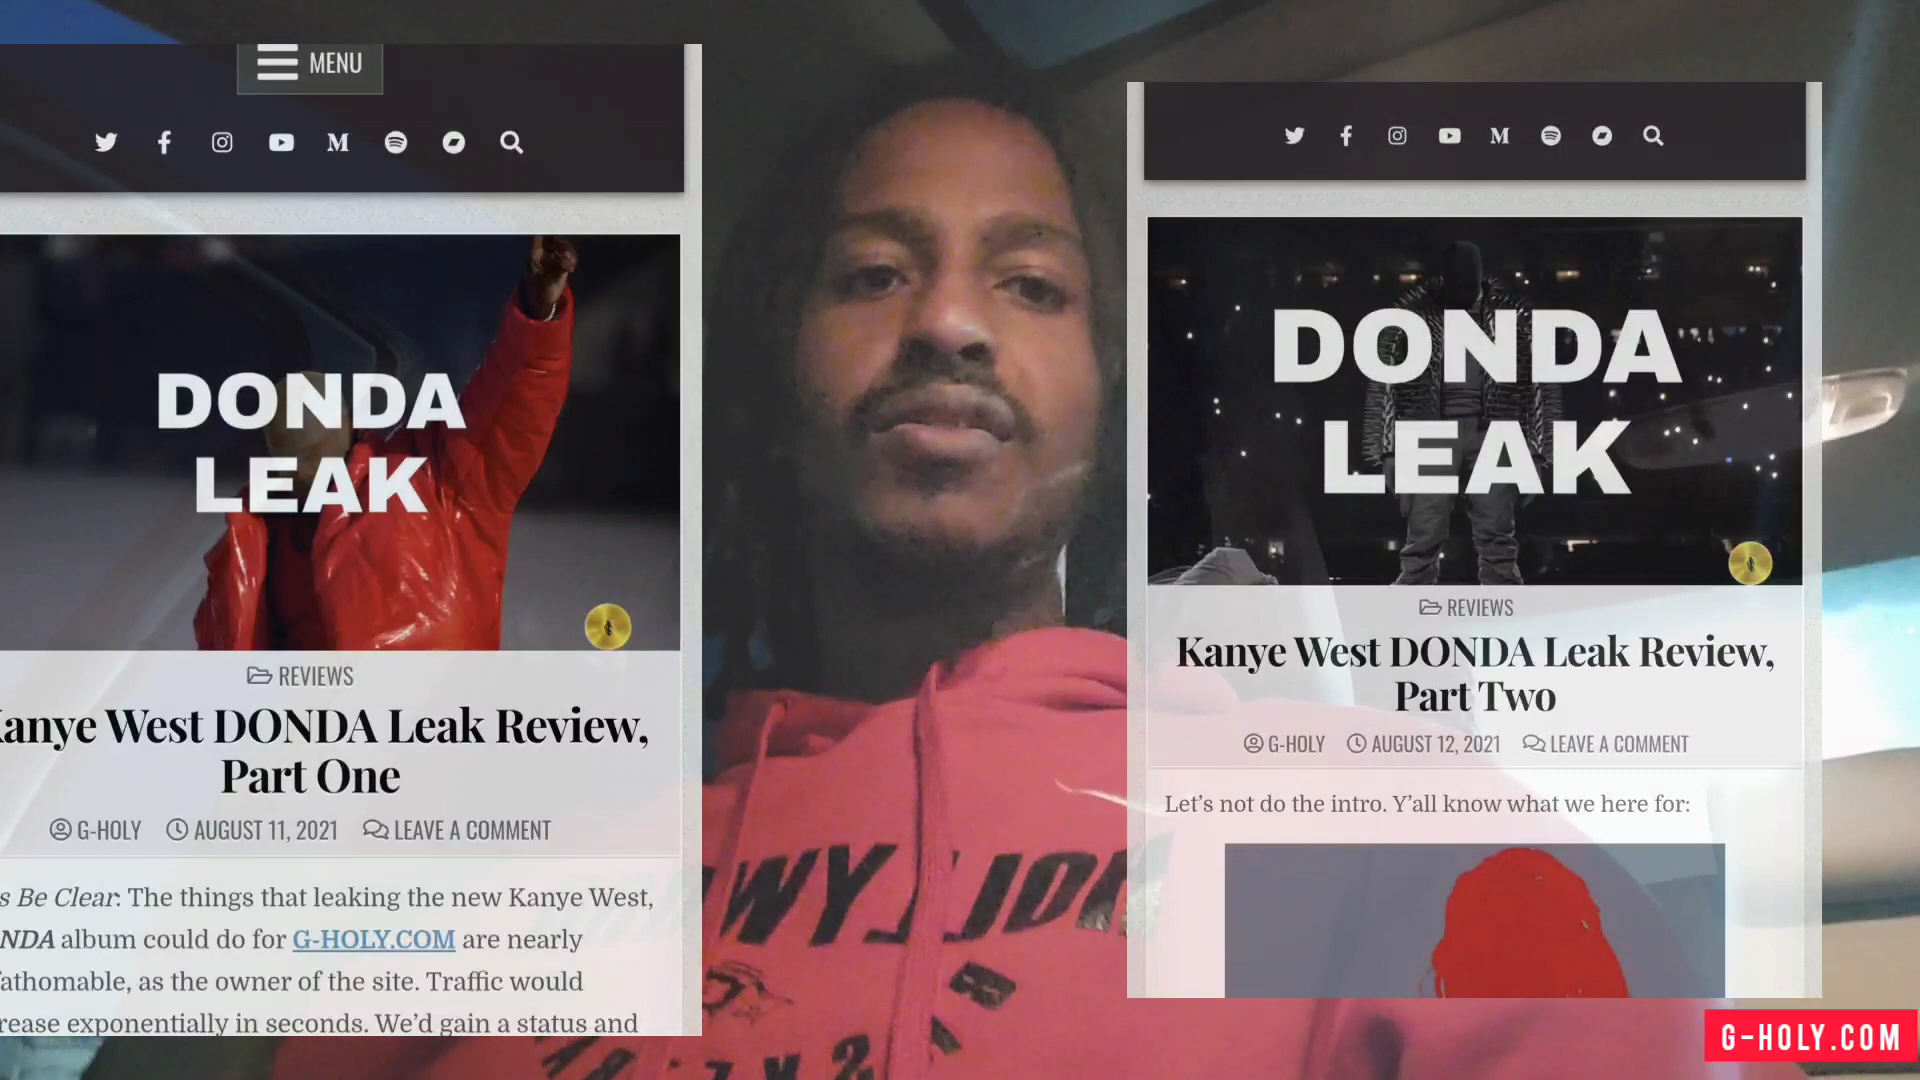 MENU
DONDA
LEAK
REVIEWS
Kanye West DONDA Leak Review,
Part One
G-HOLY AUGUST 11, 2021 LEAVE A COMMENT
s Be Clear: The things that leaking the new Kanye West,
NDA album could do for G-HOLY.COM are nearly
fathomable, as the owner of the site. Traffic would
rease exponentially in seconds. We'd gain a status and
DONDA
LEAK
REVIEWS
Kanye West DONDA Leak Review,
Part Two
G-HOLY AUGUST 12, 2021 LEAVE A COMMENT
Let's not do the intro. Y'all know what we here for:
G-HOLY.COM